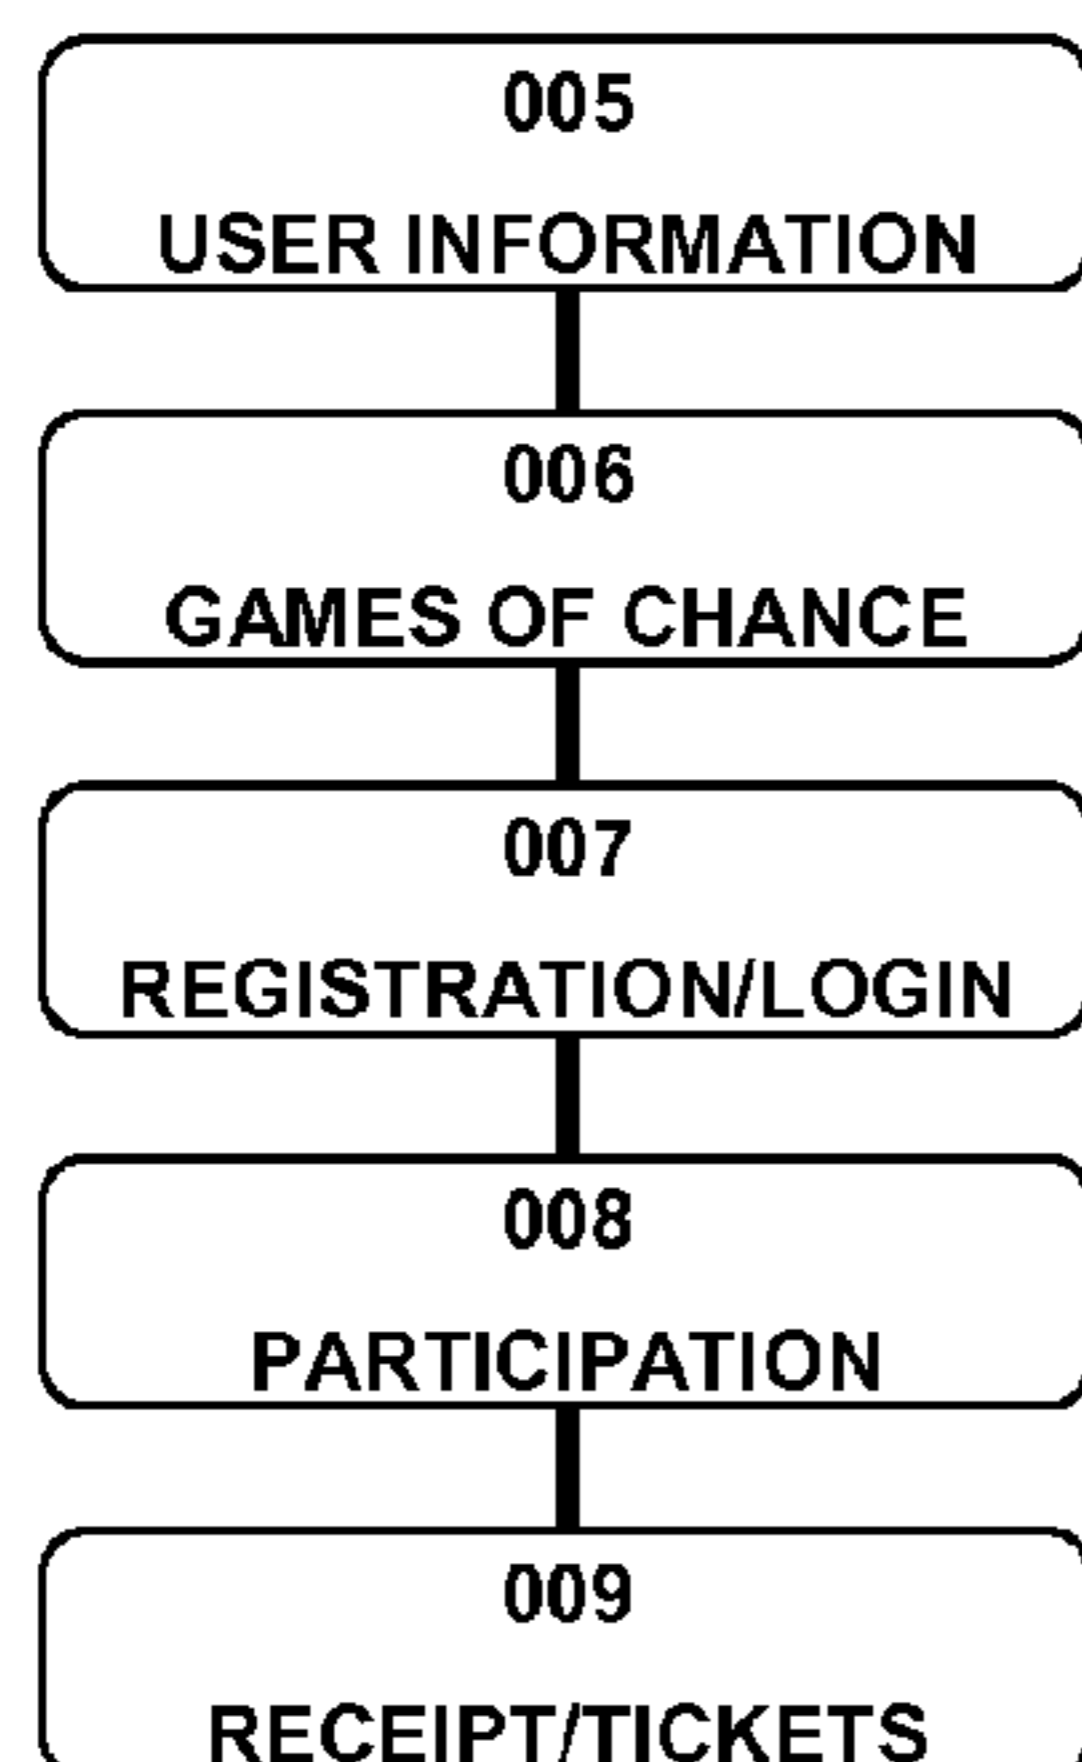 005
USER INFORMATION
006
GAMES OF CHANCE
007
REGISTRATION/LOGIN
008
PARTICIPATION
009
RECEIPT/TICKETS